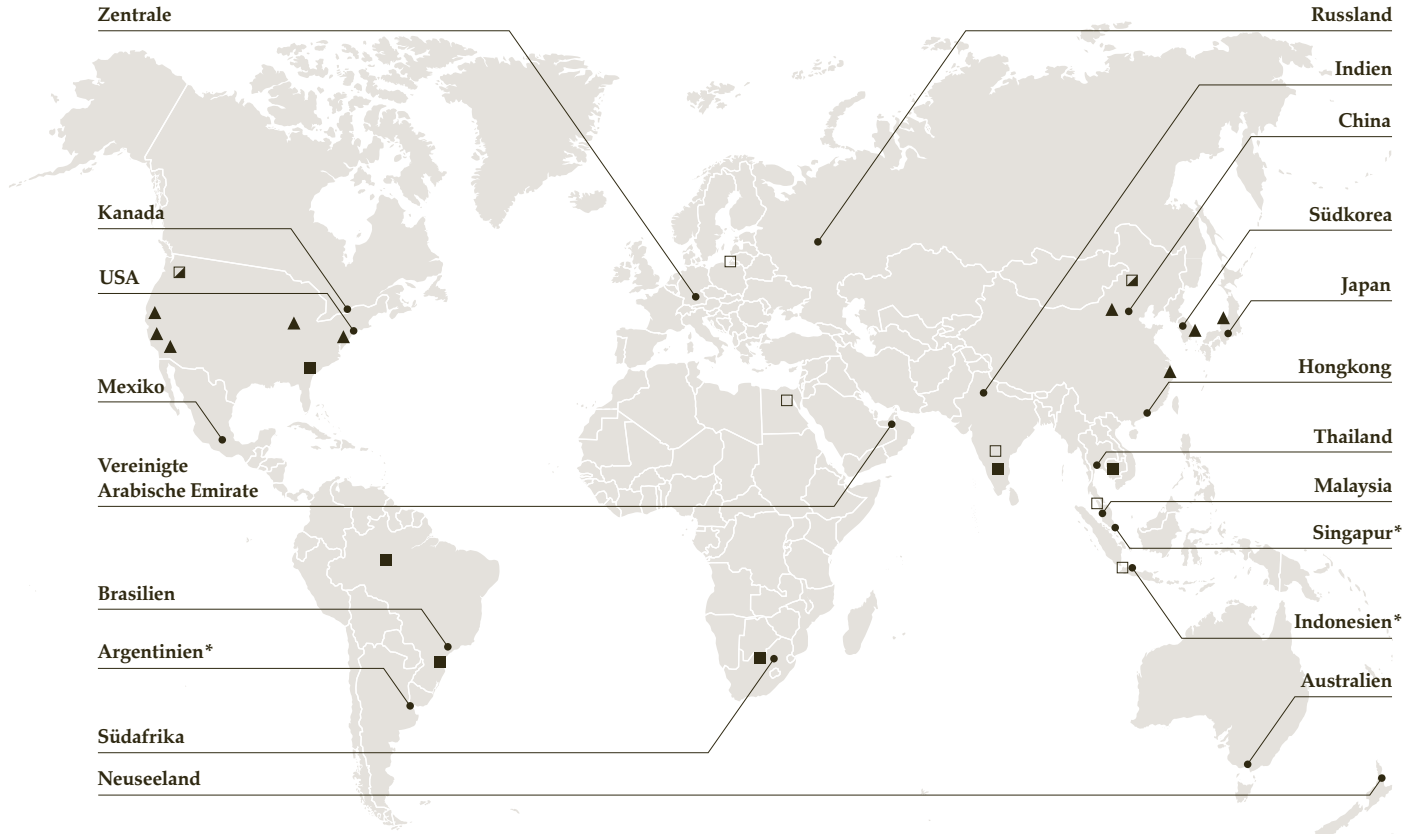 Zentrale
Kanada
USA
Mexiko
Vereinigte
Arabische Emirate
Brasilien
Argentinien*
Südafrika
Neuseeland
Russland
Indien
China
Südkorea
Japan
Hongkong
Thailand
Malaysia
Singapur*
Indonesien*
Australien